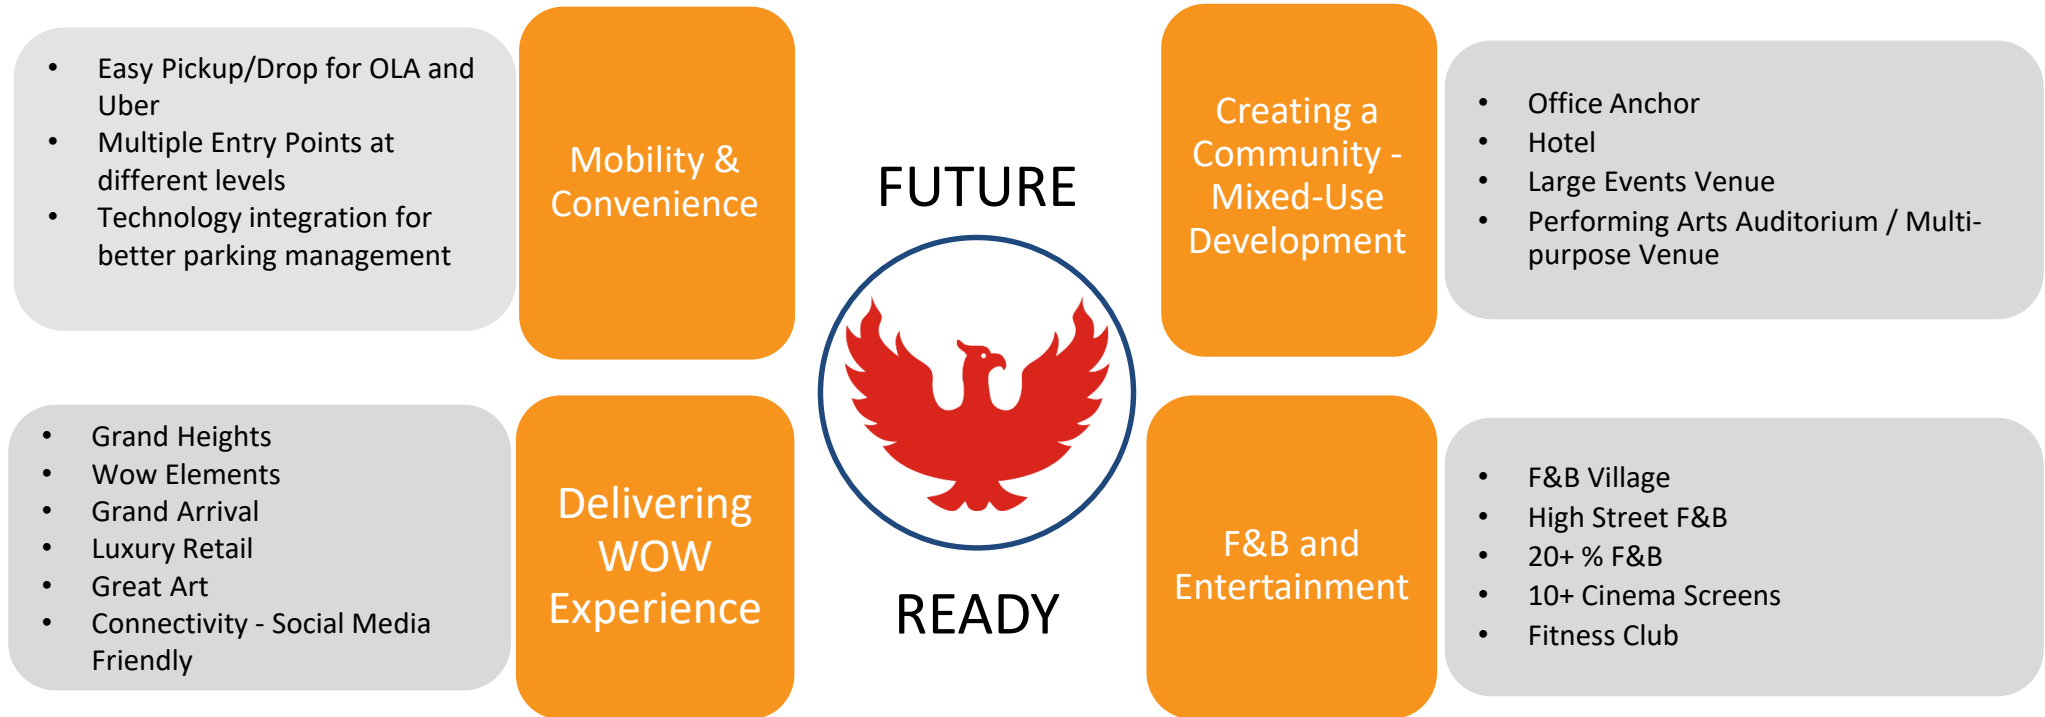 • Easy Pickup/Drop for OLA and
Uber
• Multiple Entry Points at
different levels
• Technology integration for
better parking management
Mobility &
Convenience
FUTURE
READY
Creating a
Community -
Mixed-Use
Development
• Office Anchor
• Hotel
• Large Events Venue
• Performing Arts Auditorium / Multi-
purpose Venue
• Grand Heights
• Wow Elements
• Grand Arrival
• Luxury Retail
• Great Art
• Connectivity - Social Media
Friendly
Delivering
WOW
Experience
F&B and
Entertainment
• F&B Village
• High Street F&B
• 20+ % F&B
• 10+ Cinema Screens
• Fitness Club